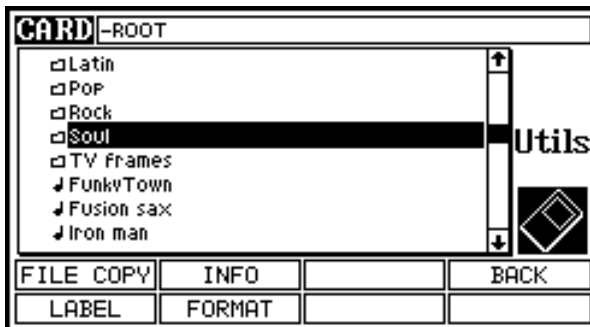 CARD -ROOT
Latin
Pop
Rock
Soul
TV frames
FunkyTown
Fusion sax
Iron man
Utils
FILE COPY INFO BACK
LABEL FORMAT